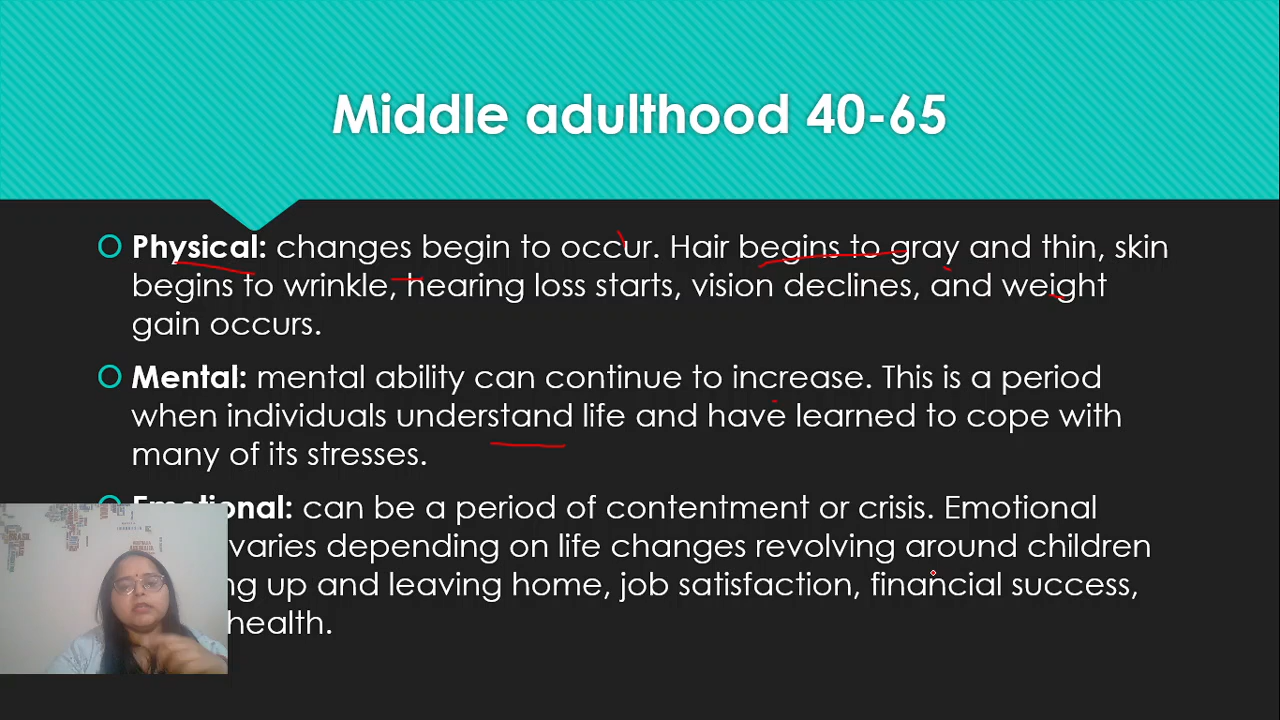 Middle adulthood 40-65
Physical: changes begin to occur. Hair begins to gray and thin, skin
begins to wrinkle, hearing loss starts, vision declines, and weight
gain occurs.
Mental: mental ability can continue to increase. This is a period
when individuals understand life and have learned to cope with
many of its stresses.
Emotional: can be a period of contentment or crisis. Emotional
varies depending on life changes revolving around children
up and leaving home, job satisfaction, financial success,
health.